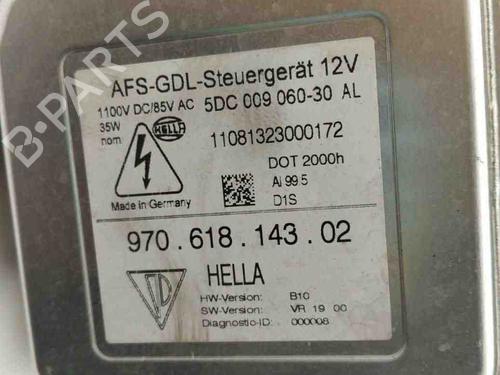 AFS-GDL-Steuergerät 12V
1100V DC/85V AC 5DC 009 060-30 AL
35W
nom
HELLA
11081323000172
DOT 2000h
Al 99 5
D1S
Made in Germany
970.618.143.02
HELLA
HW-Version: B10
SW-Version: VR 19 00
Diagnostic-ID: 000008
B-PARTS